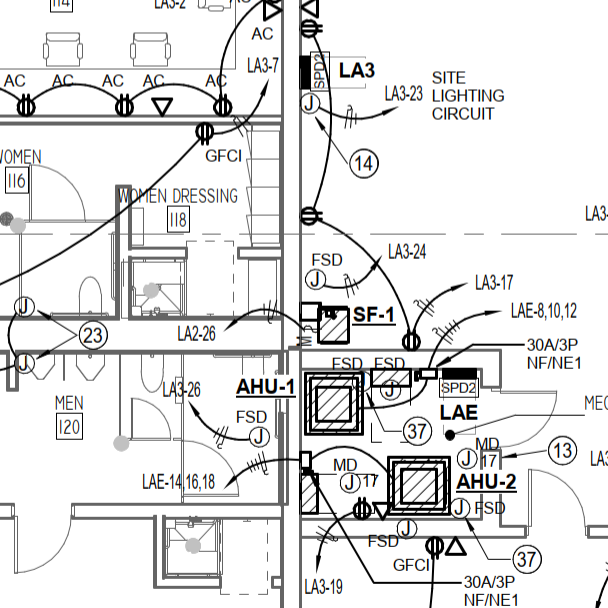 114
LA3-2
AC
AC
LA3-7
AC
AC
AC
AC
AC
SPD2
LA3
LA3-23
SITE
LIGHTING
CIRCUIT
J
14
GFCI
WOMEN
116
WOMEN DRESSING
118
LA3-
LA3-24
FSD
J
LA3-17
SF-1
LAE-8,10,12
J
23
LA2-26
M
30A/3P
NF/NE1
J
FSD
FSD
LA3-26
AHU-1
J
SPD2
MEN
120
FSD
J
LAE
37
MD
17
J
13
LA3
LAE-14,16,18
MD
17
J
AHU-2
J
FSD
FSD
J
GFCI
37
LA3-19
30A/3P
NF/NE1